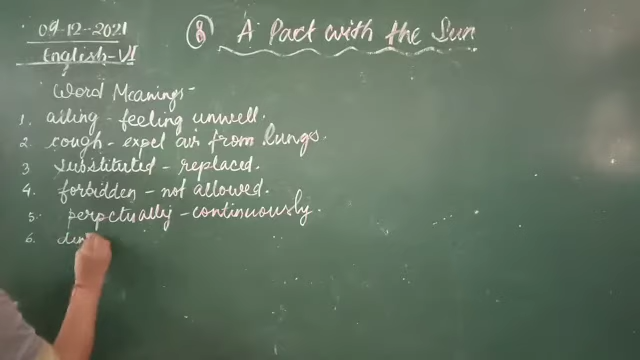 09-12-2021
English-VI
⑧ A Pact with the Sun
Word Meanings-
1. ailing - feeling unwell.
2. cough - expel air from lungs.
3 substituted - replaced.
4. forbidden - not allowed.
5. perpctually - continuously.
6.